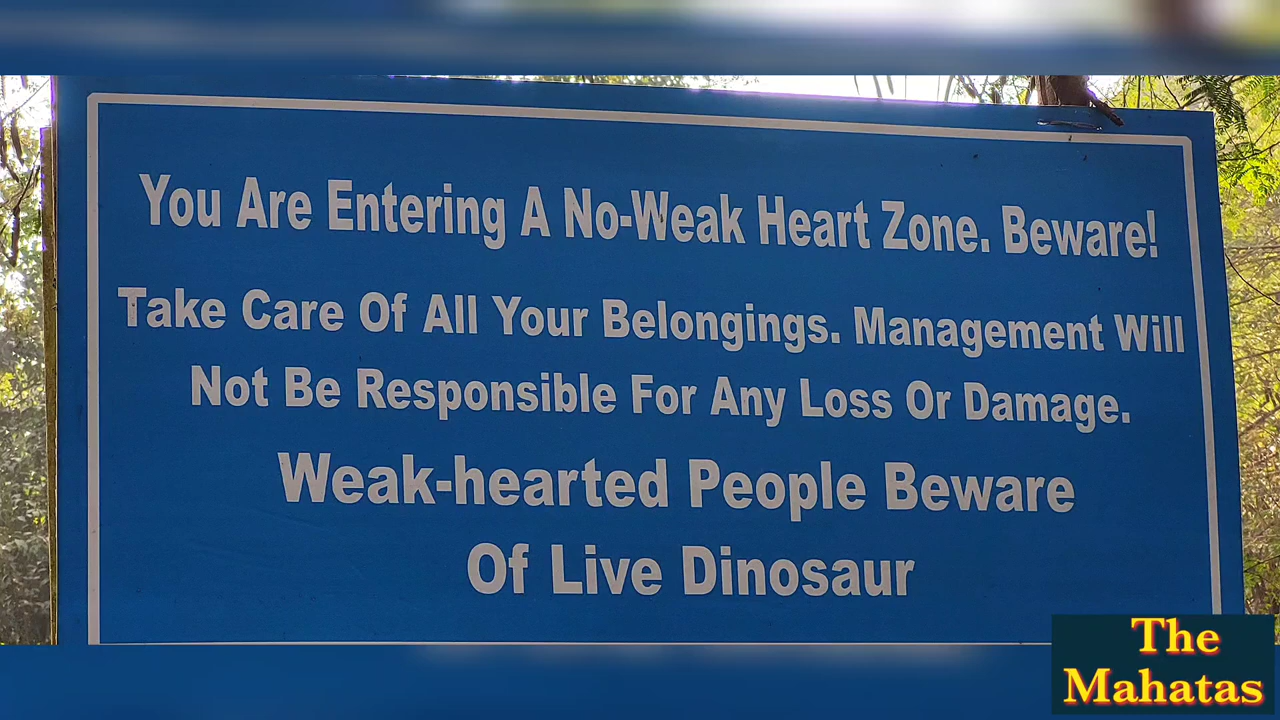 You Are Entering A No-Weak Heart Zone. Beware!
Take Care Of All Your Belongings. Management Will
Not Be Responsible For Any Loss Or Damage.
Weak-hearted People Beware
Of Live Dinosaur
The
Mahatas